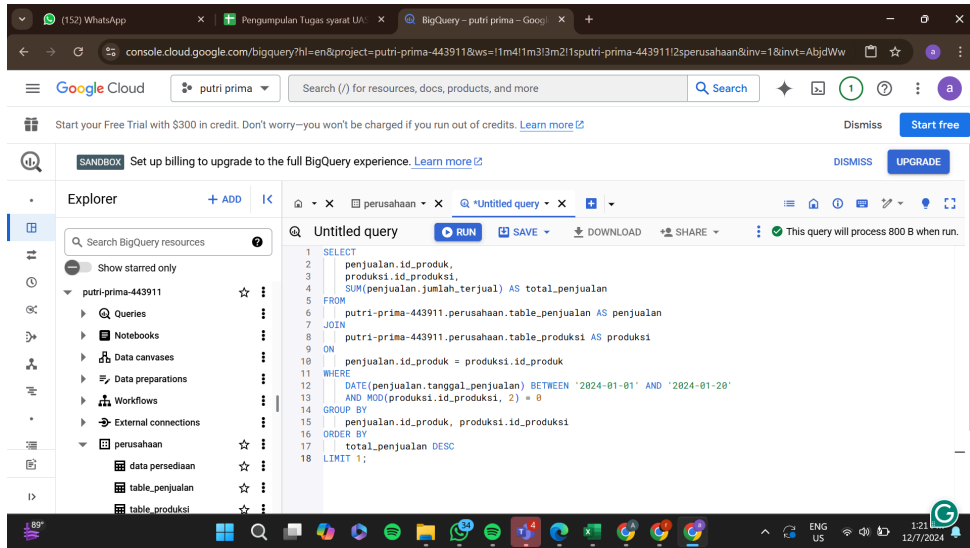 (152) WhatsApp
Pengumpulan Tugas syarat UA
BigQuery – putri prima – Googl
console.cloud.google.com/bigquery?hl=en&project=putri-prima-443911&ws=!1m4!1m3!3m2!1sputri-prima-443911!2sperusahaan&inv=1&invt=AbjdWw
a
Google Cloud
putri prima
Search (/) for resources, docs, products, and more
Search
1
a
Start your Free Trial with $300 in credit. Don't worry—you won't be charged if you run out of credits. Learn more
Dismiss
Start free
SANDBOX Set up billing to upgrade to the full BigQuery experience. Learn more
DISMISS
UPGRADE
Explorer
+ ADD
perusahaan
*Untitled query
Search BigQuery resources
Untitled query
RUN
SAVE
DOWNLOAD
SHARE
This query will process 800 B when run.
Show starred only
putri-prima-443911
Queries
Notebooks
Data canvases
Data preparations
Workflows
External connections
perusahaan
data persediaan
table_penjualan
table_produksi
1 SELECT
2 penjualan.id_produk,
3 produksi.id_produksi,
4 SUM(penjualan.jumlah_terjual) AS total_penjualan
5 FROM
6 putri-prima-443911.perusahaan.table_penjualan AS penjualan
7 JOIN
8 putri-prima-443911.perusahaan.table_produksi AS produksi
9 ON
10 penjualan.id_produk = produksi.id_produk
11 WHERE
12 DATE(penjualan.tanggal_penjualan) BETWEEN '2024-01-01' AND '2024-01-20'
13 AND MOD(produksi.id_produksi, 2) = 0
14 GROUP BY
15 penjualan.id_produk, produksi.id_produksi
16 ORDER BY
17 total_penjualan DESC
18 LIMIT 1;
89°
34
4
ENG
US
1:21
12/7/2024